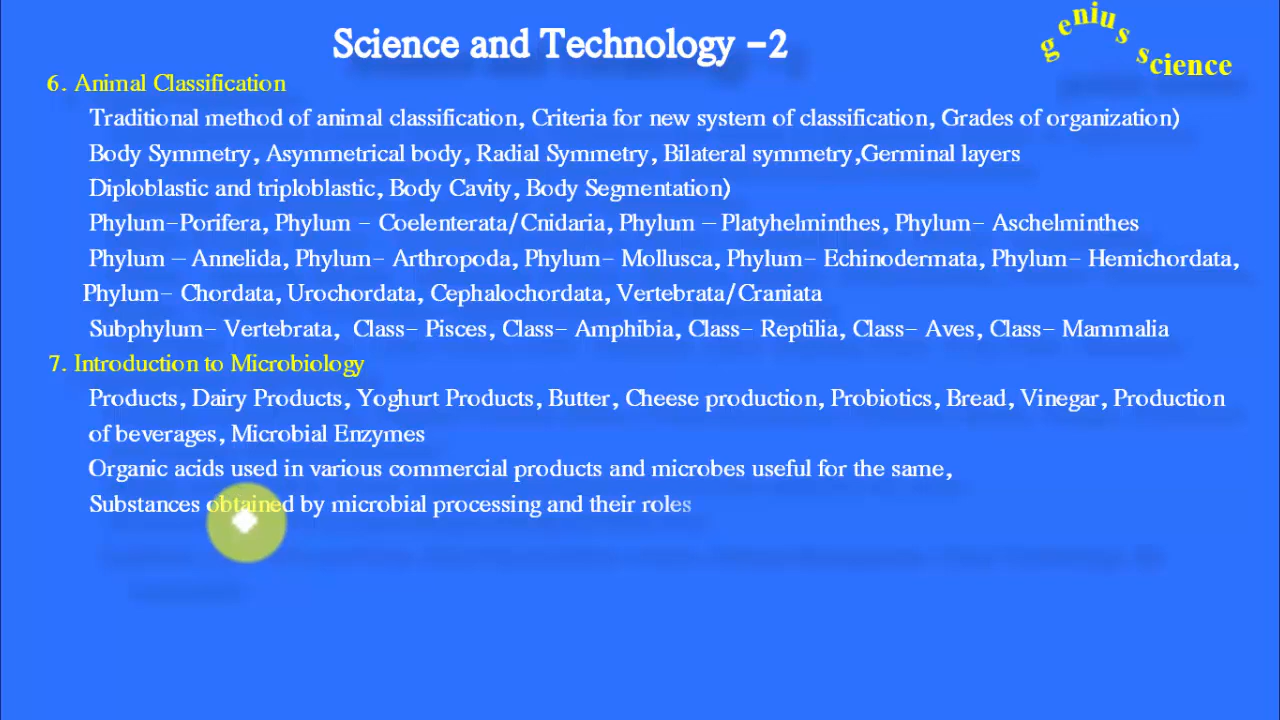 Science and Technology -2
genius science
6. Animal Classification
Traditional method of animal classification, Criteria for new system of classification, Grades of organization)
Body Symmetry, Asymmetrical body, Radial Symmetry, Bilateral symmetry,Germinal layers
Diploblastic and triploblastic, Body Cavity, Body Segmentation)
Phylum-Porifera, Phylum - Coelenterata/Cnidaria, Phylum - Platyhelminthes, Phylum- Aschelminthes
Phylum - Annelida, Phylum- Arthropoda, Phylum- Mollusca, Phylum- Echinodermata, Phylum- Hemichordata,
Phylum- Chordata, Urochordata, Cephalochordata, Vertebrata/Craniata
Subphylum- Vertebrata, Class- Pisces, Class- Amphibia, Class- Reptilia, Class- Aves, Class- Mammalia
7. Introduction to Microbiology
Products, Dairy Products, Yoghurt Products, Butter, Cheese production, Probiotics, Bread, Vinegar, Production
of beverages, Microbial Enzymes
Organic acids used in various commercial products and microbes useful for the same,
Substances obtained by microbial processing and their roles